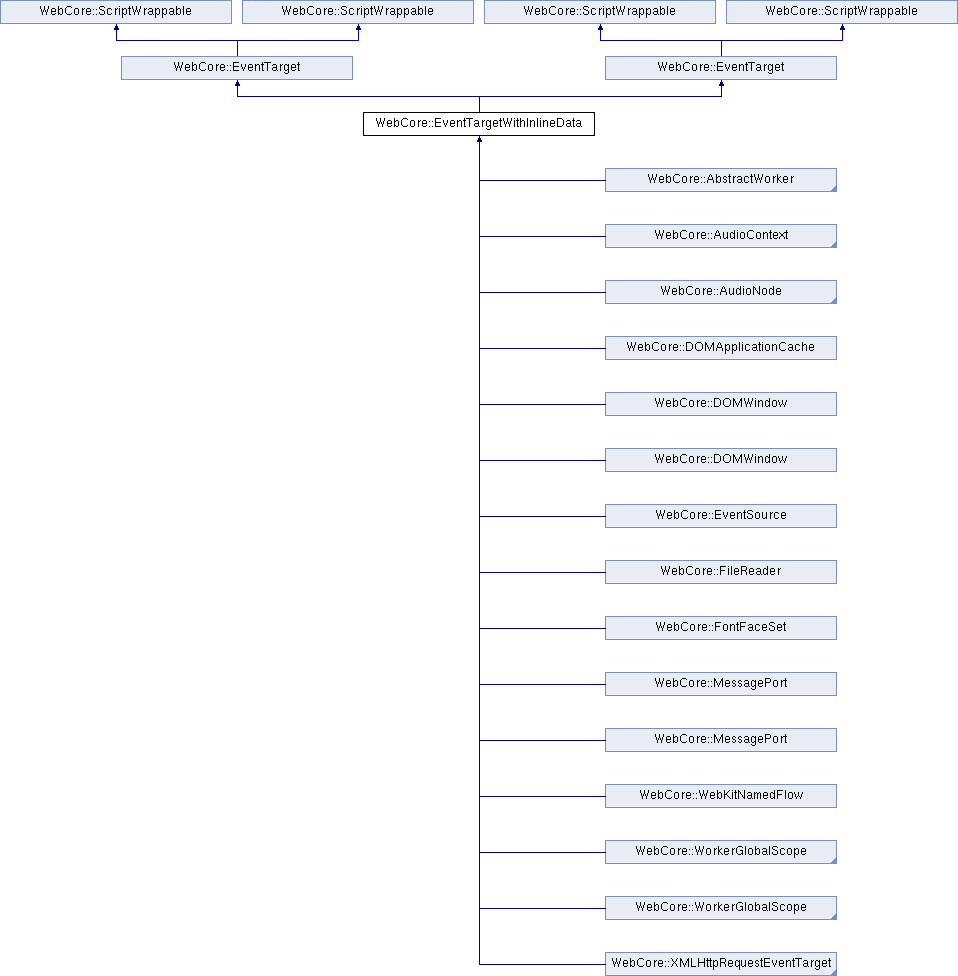 WebCore::ScriptWrappable
WebCore::ScriptWrappable
WebCore::ScriptWrappable
WebCore::ScriptWrappable
WebCore::EventTarget
WebCore::EventTarget
WebCore::EventTargetWithInlineData
WebCore::AbstractWorker
WebCore::AudioContext
WebCore::AudioNode
WebCore::DOMApplicationCache
WebCore::DOMWindow
WebCore::DOMWindow
WebCore::EventSource
WebCore::FileReader
WebCore::FontFaceSet
WebCore::MessagePort
WebCore::MessagePort
WebCore::WebKitNamedFlow
WebCore::WorkerGlobalScope
WebCore::WorkerGlobalScope
WebCore::XMLHttpRequestEventTarget